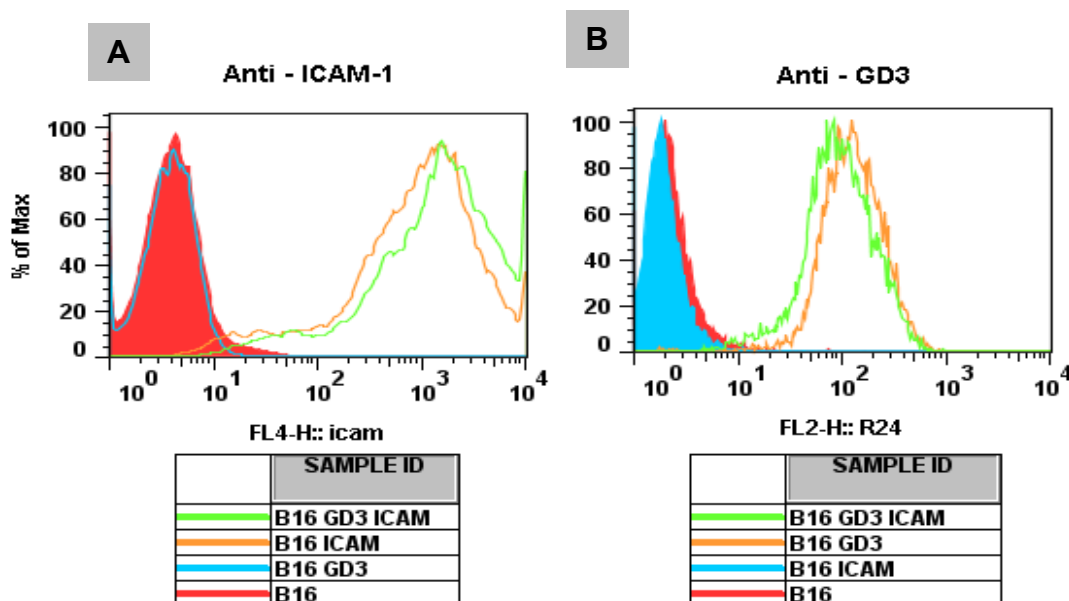 A
Anti - ICAM-1
% of Max
100
80
60
40
20
0
10^0 10^1 10^2 10^3 10^4
FL4-H:: icam
SAMPLE ID
B16 GD3 ICAM
B16 ICAM
B16 GD3
B16
B
Anti - GD3
100
80
60
40
20
0
10^0 10^1 10^2 10^3 10^4
FL2-H:: R24
SAMPLE ID
B16 GD3 ICAM
B16 GD3
B16 ICAM
B16